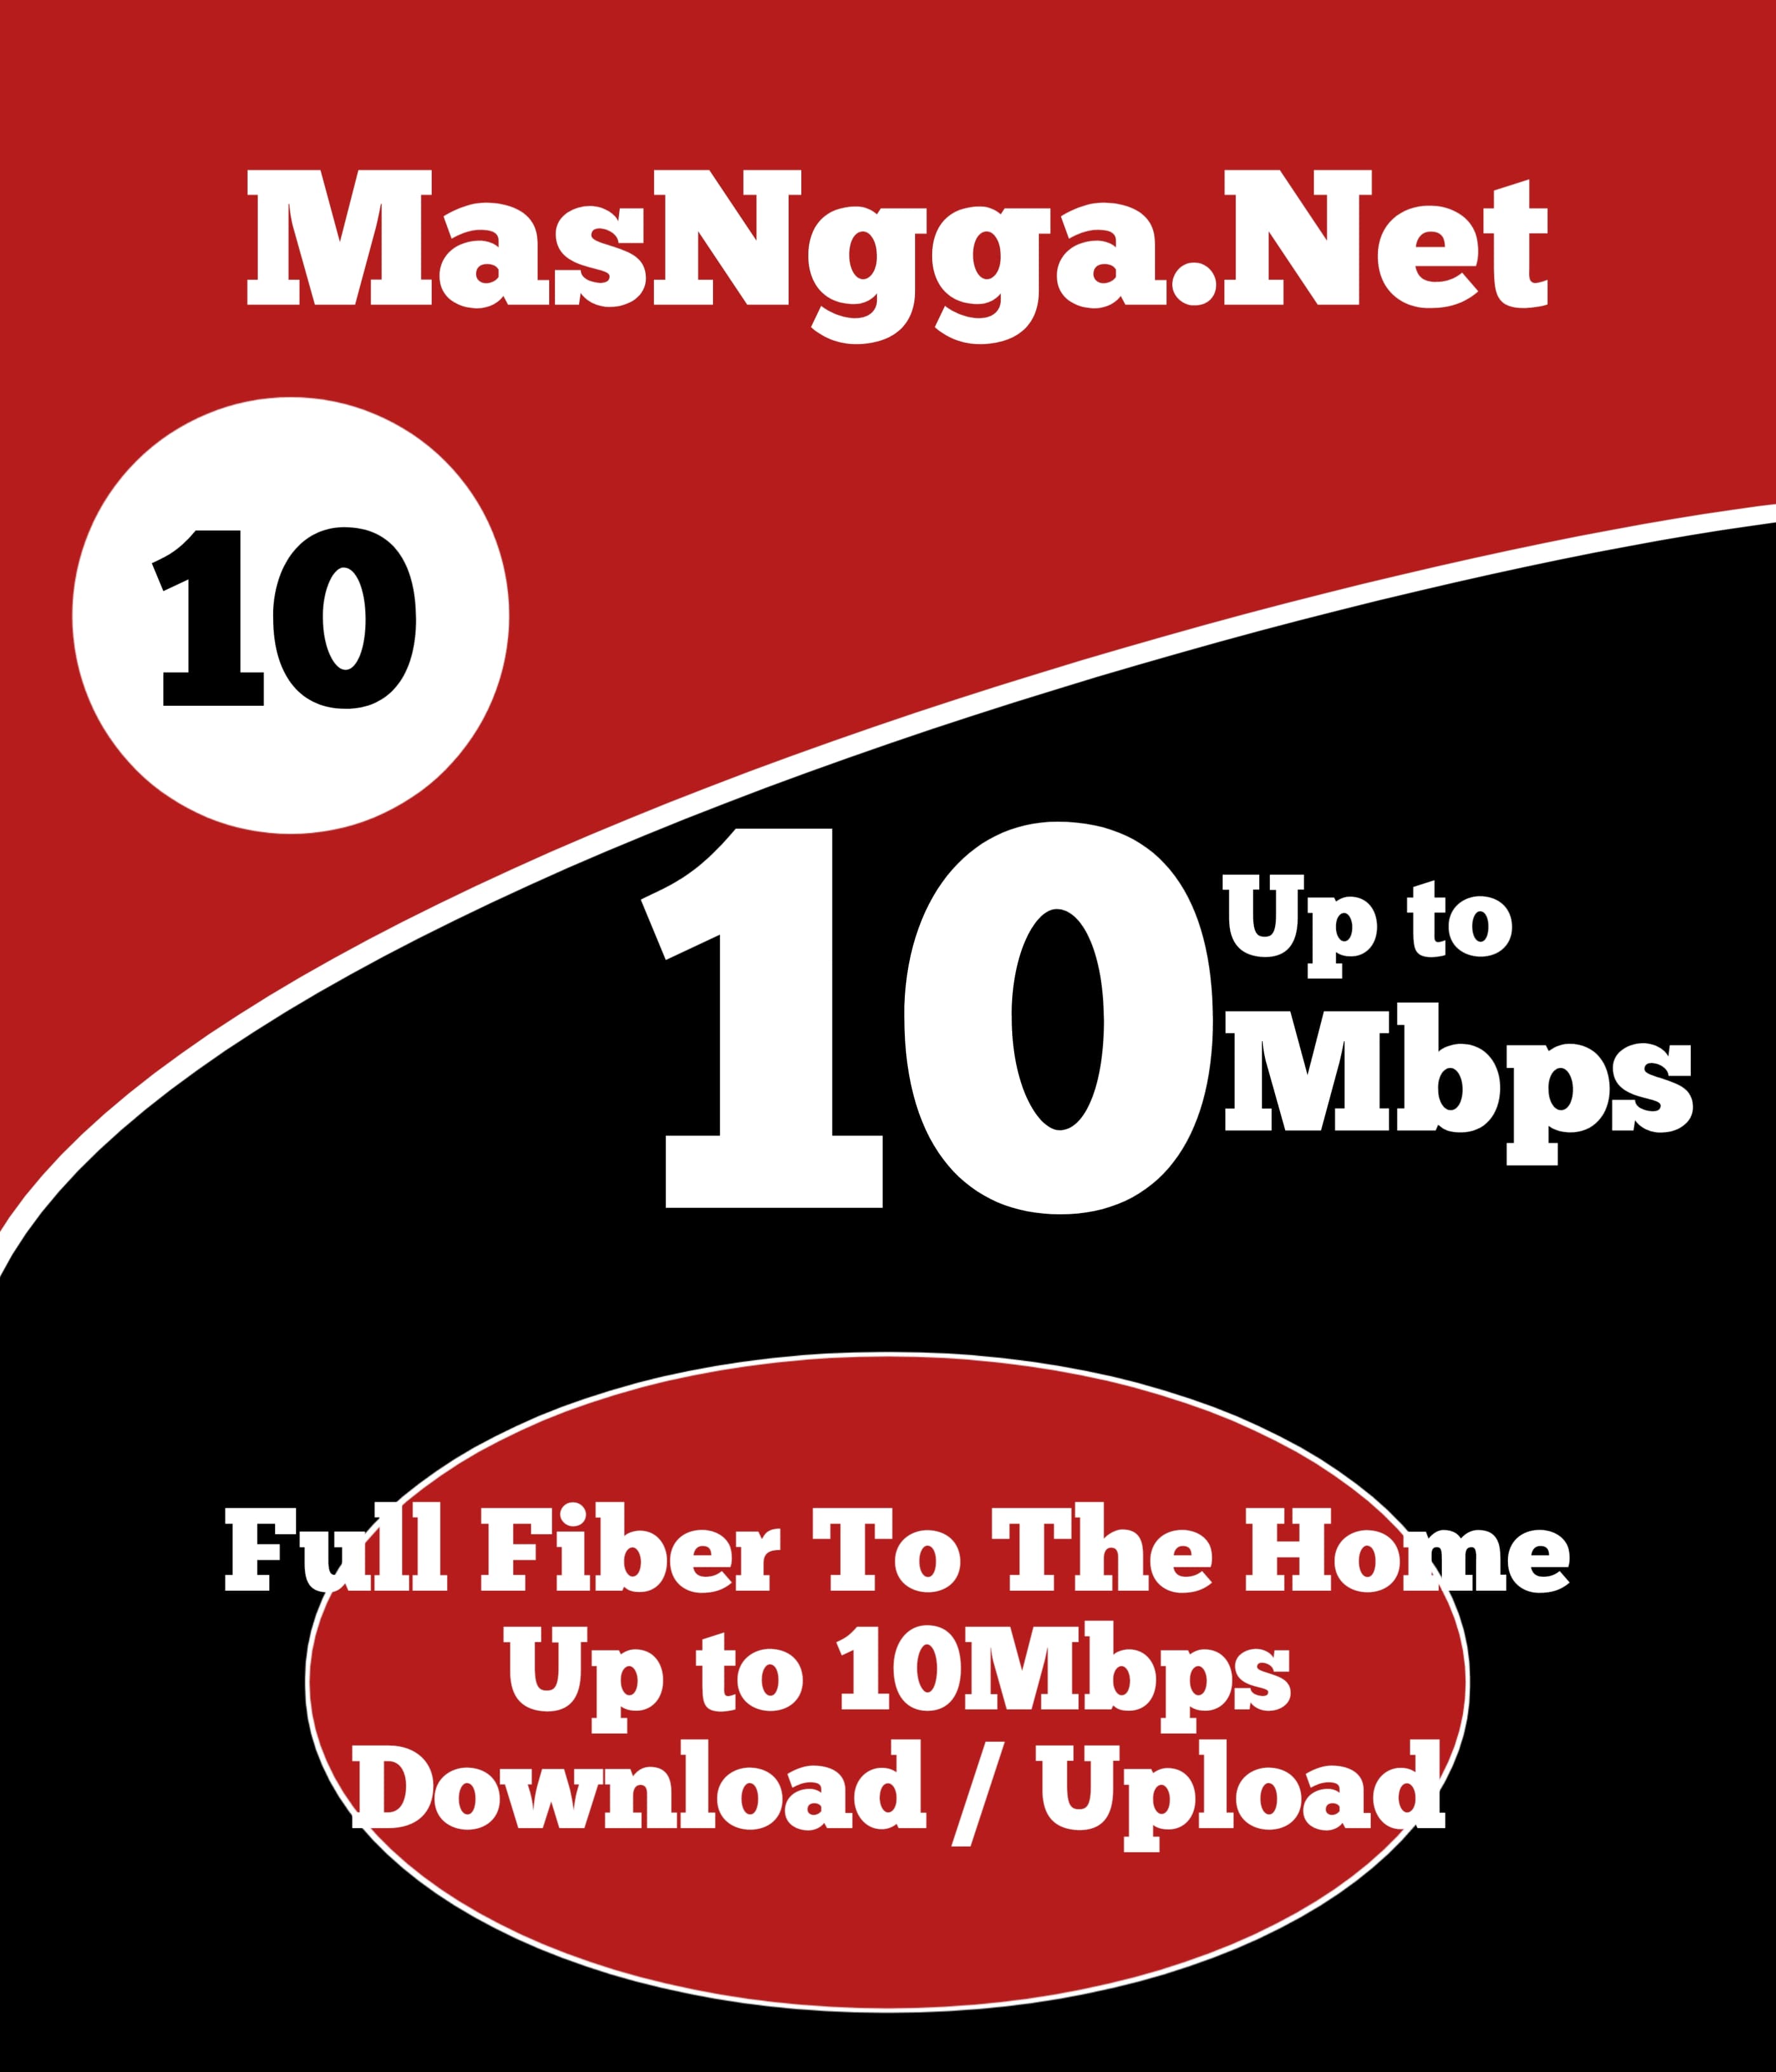 MasNgga.Net
10
10 Up to
Mbps
Full Fiber To The Home
Up to 10Mbps
Download / Upload